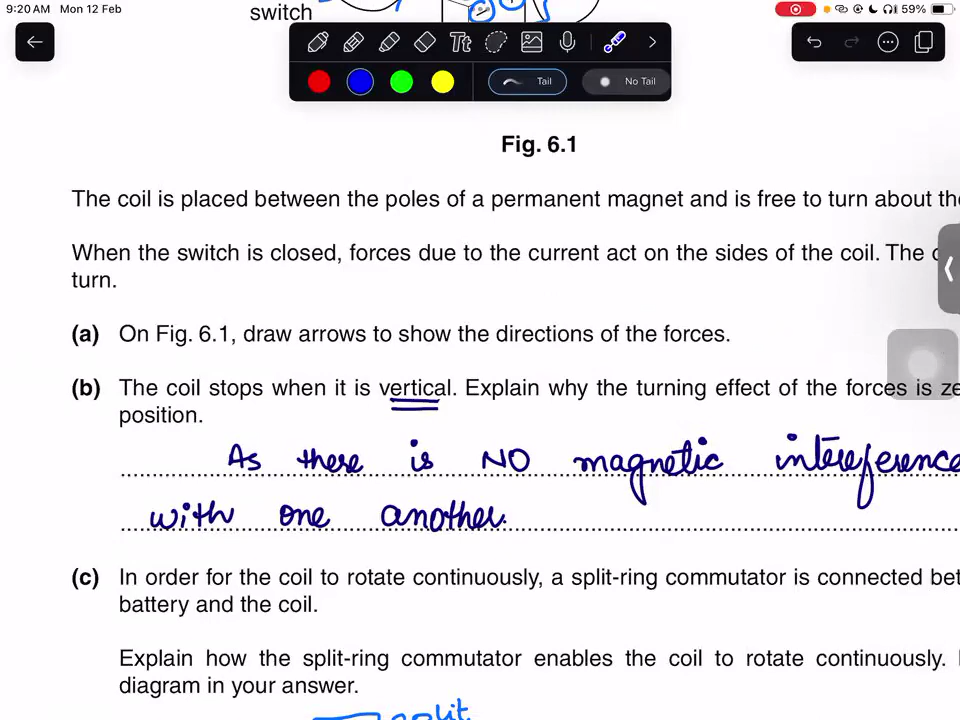 9:20 AM Mon 12 Feb
59%
switch
Tt
Tail
No Tail
Fig. 6.1
The coil is placed between the poles of a permanent magnet and is free to turn about the
When the switch is closed, forces due to the current act on the sides of the coil. The
turn.
(a) On Fig. 6.1, draw arrows to show the directions of the forces.
(b) The coil stops when it is vertical. Explain why the turning effect of the forces is ze
position.
As there is NO magnetic intereference
with one another.
(c) In order for the coil to rotate continuously, a split-ring commutator is connected bet
battery and the coil.
Explain how the split-ring commutator enables the coil to rotate continuously.
diagram in your answer.
split